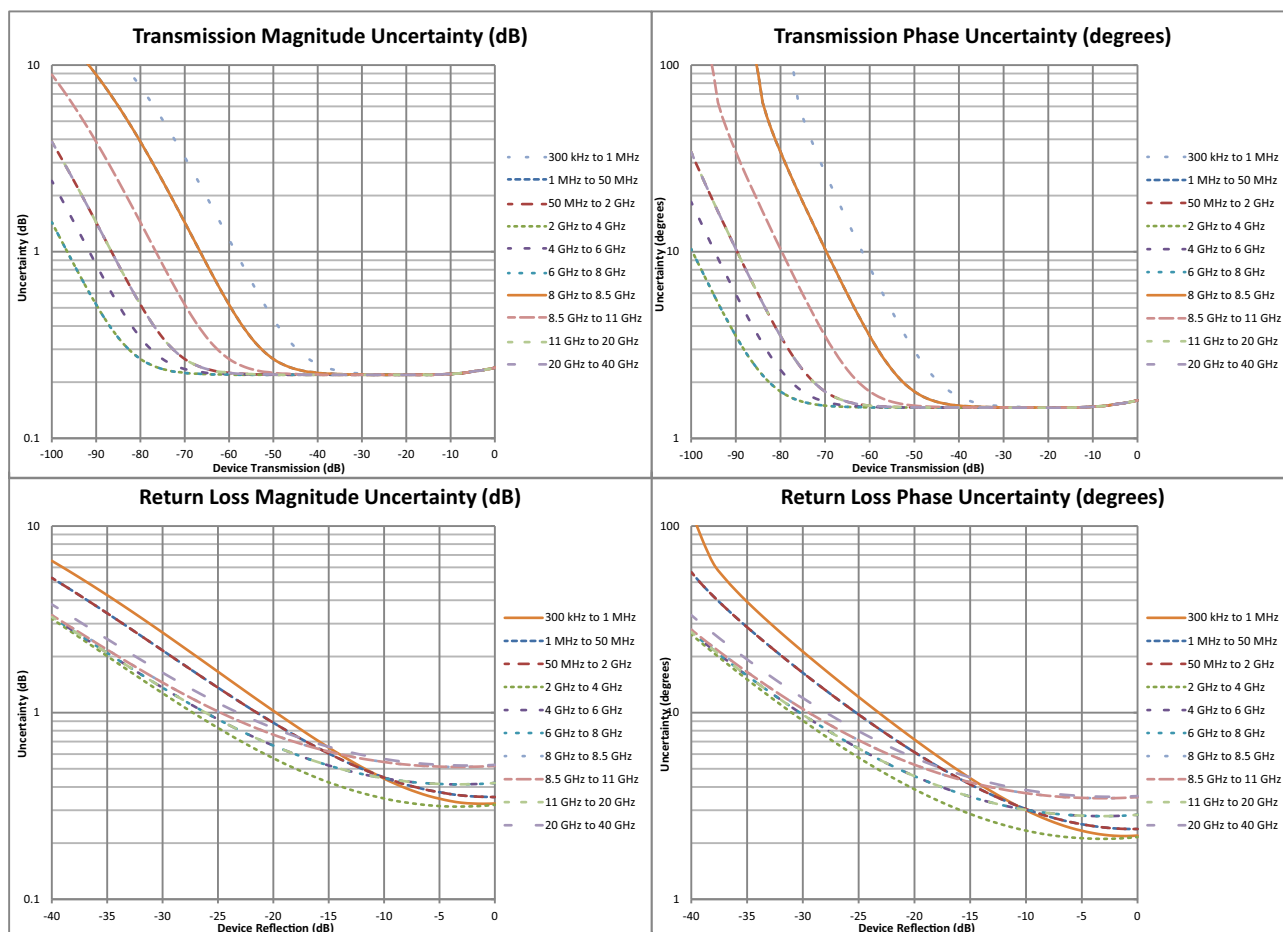 Transmission Magnitude Uncertainty (dB)
10
1
0.1
Uncertainty (dB)
-100 -90 -80 -70 -60 -50 -40 -30 -20 -10 0
Device Transmission (dB)
300 kHz to 1 MHz
1 MHz to 50 MHz
50 MHz to 2 GHz
2 GHz to 4 GHz
4 GHz to 6 GHz
6 GHz to 8 GHz
8 GHz to 8.5 GHz
8.5 GHz to 11 GHz
11 GHz to 20 GHz
20 GHz to 40 GHz
Transmission Phase Uncertainty (degrees)
100
10
1
Uncertainty (degrees)
-100 -90 -80 -70 -60 -50 -40 -30 -20 -10 0
Device Transmission (dB)
300 kHz to 1 MHz
1 MHz to 50 MHz
50 MHz to 2 GHz
2 GHz to 4 GHz
4 GHz to 6 GHz
6 GHz to 8 GHz
8 GHz to 8.5 GHz
8.5 GHz to 11 GHz
11 GHz to 20 GHz
20 GHz to 40 GHz
Return Loss Magnitude Uncertainty (dB)
10
1
0.1
Uncertainty (dB)
-40 -35 -30 -25 -20 -15 -10 -5 0
Device Reflection (dB)
300 kHz to 1 MHz
1 MHz to 50 MHz
50 MHz to 2 GHz
2 GHz to 4 GHz
4 GHz to 6 GHz
6 GHz to 8 GHz
8 GHz to 8.5 GHz
8.5 GHz to 11 GHz
11 GHz to 20 GHz
20 GHz to 40 GHz
Return Loss Phase Uncertainty (degrees)
100
10
1
Uncertainty (degrees)
-40 -35 -30 -25 -20 -15 -10 -5 0
Device Reflection (dB)
300 kHz to 1 MHz
1 MHz to 50 MHz
50 MHz to 2 GHz
2 GHz to 4 GHz
4 GHz to 6 GHz
6 GHz to 8 GHz
8 GHz to 8.5 GHz
8.5 GHz to 11 GHz
11 GHz to 20 GHz
20 GHz to 40 GHz